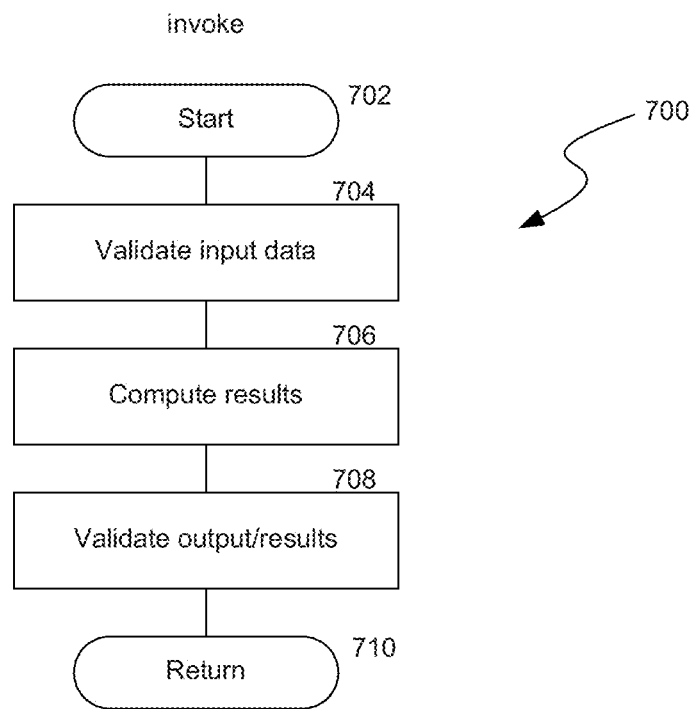 invoke
702
Start
700
704
Validate input data
706
Compute results
708
Validate output/results
710
Return